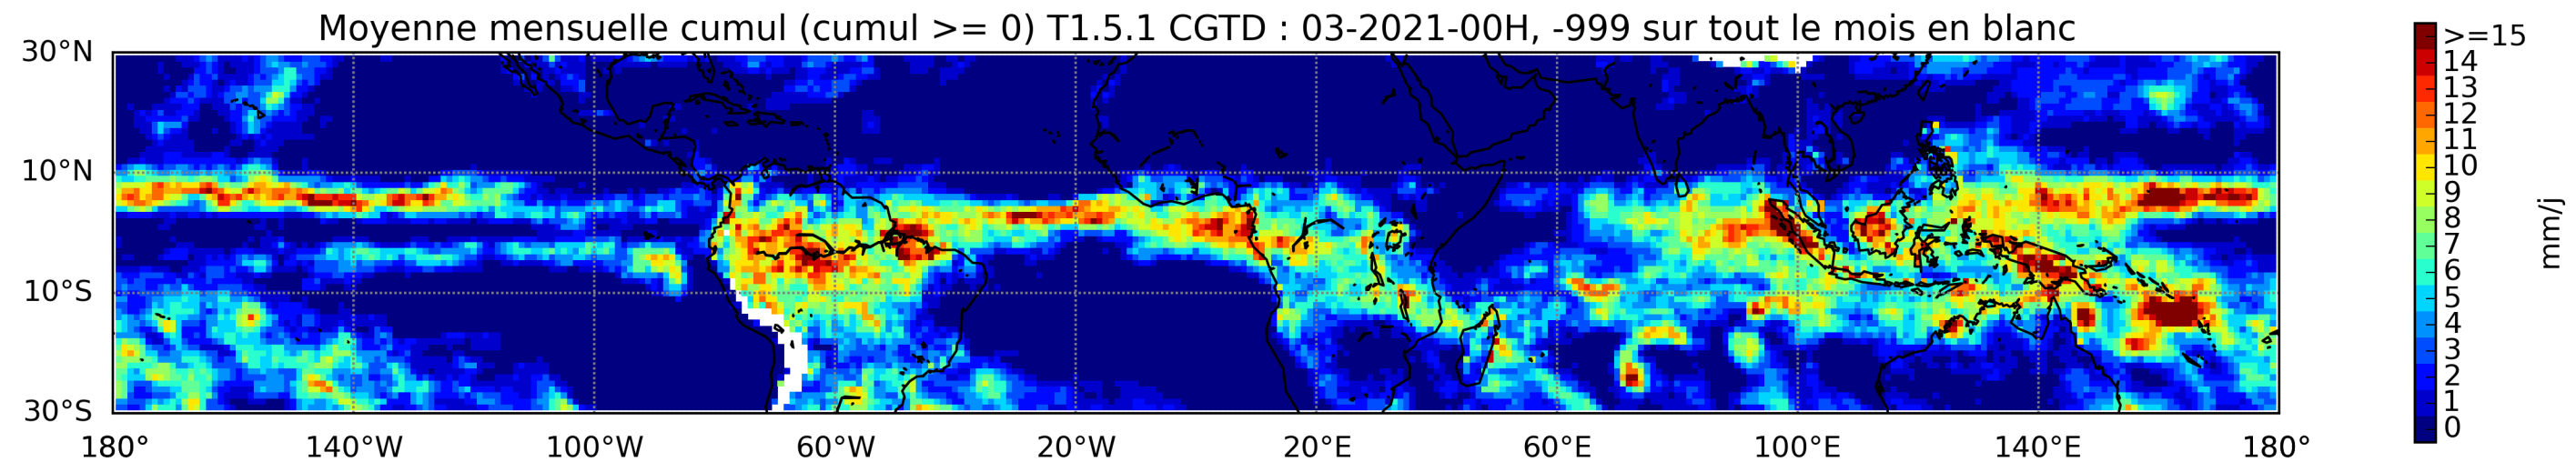 Moyenne mensuelle cumul (cumul >= 0) T1.5.1 CGTD : 03-2021-00H, -999 sur tout le mois en blanc
30°N
10°N
10°S
30°S
180° 140°W 100°W 60°W 20°W 20°E 60°E 100°E 140°E 180°
>=15
14
13
12
11
10
9
8
7
6
5
4
3
2
1
0
mm/j